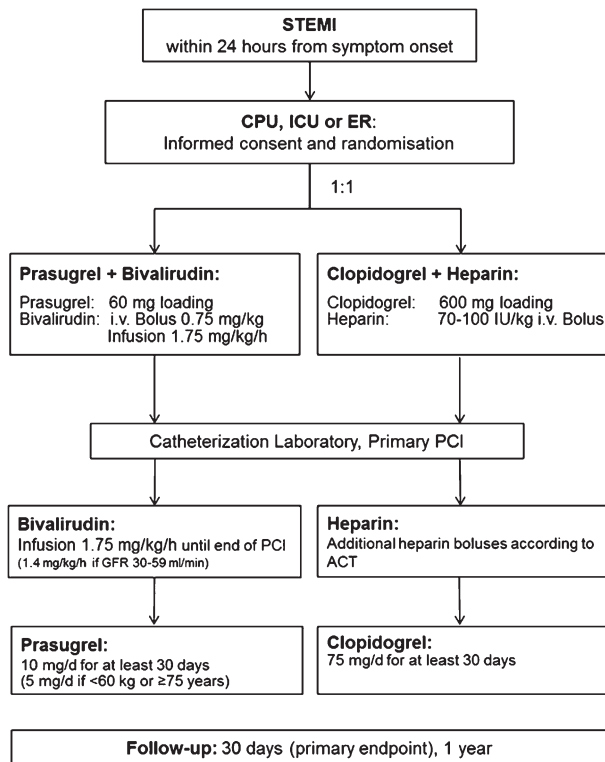 STEMI
within 24 hours from symptom onset
CPU, ICU or ER:
Informed consent and randomisation
1:1
Prasugrel + Bivalirudin:
Prasugrel: 60 mg loading
Bivalirudin: i.v. Bolus 0.75 mg/kg
Infusion 1.75 mg/kg/h
Clopidogrel + Heparin:
Clopidogrel: 600 mg loading
Heparin: 70-100 IU/kg i.v. Bolus
Catheterization Laboratory, Primary PCI
Bivalirudin:
Infusion 1.75 mg/kg/h until end of PCI
(1.4 mg/kg/h if GFR 30-59 ml/min)
Heparin:
Additional heparin boluses according to
ACT
Prasugrel:
10 mg/d for at least 30 days
(5 mg/d if <60 kg or ≥75 years)
Clopidogrel:
75 mg/d for at least 30 days
Follow-up: 30 days (primary endpoint), 1 year